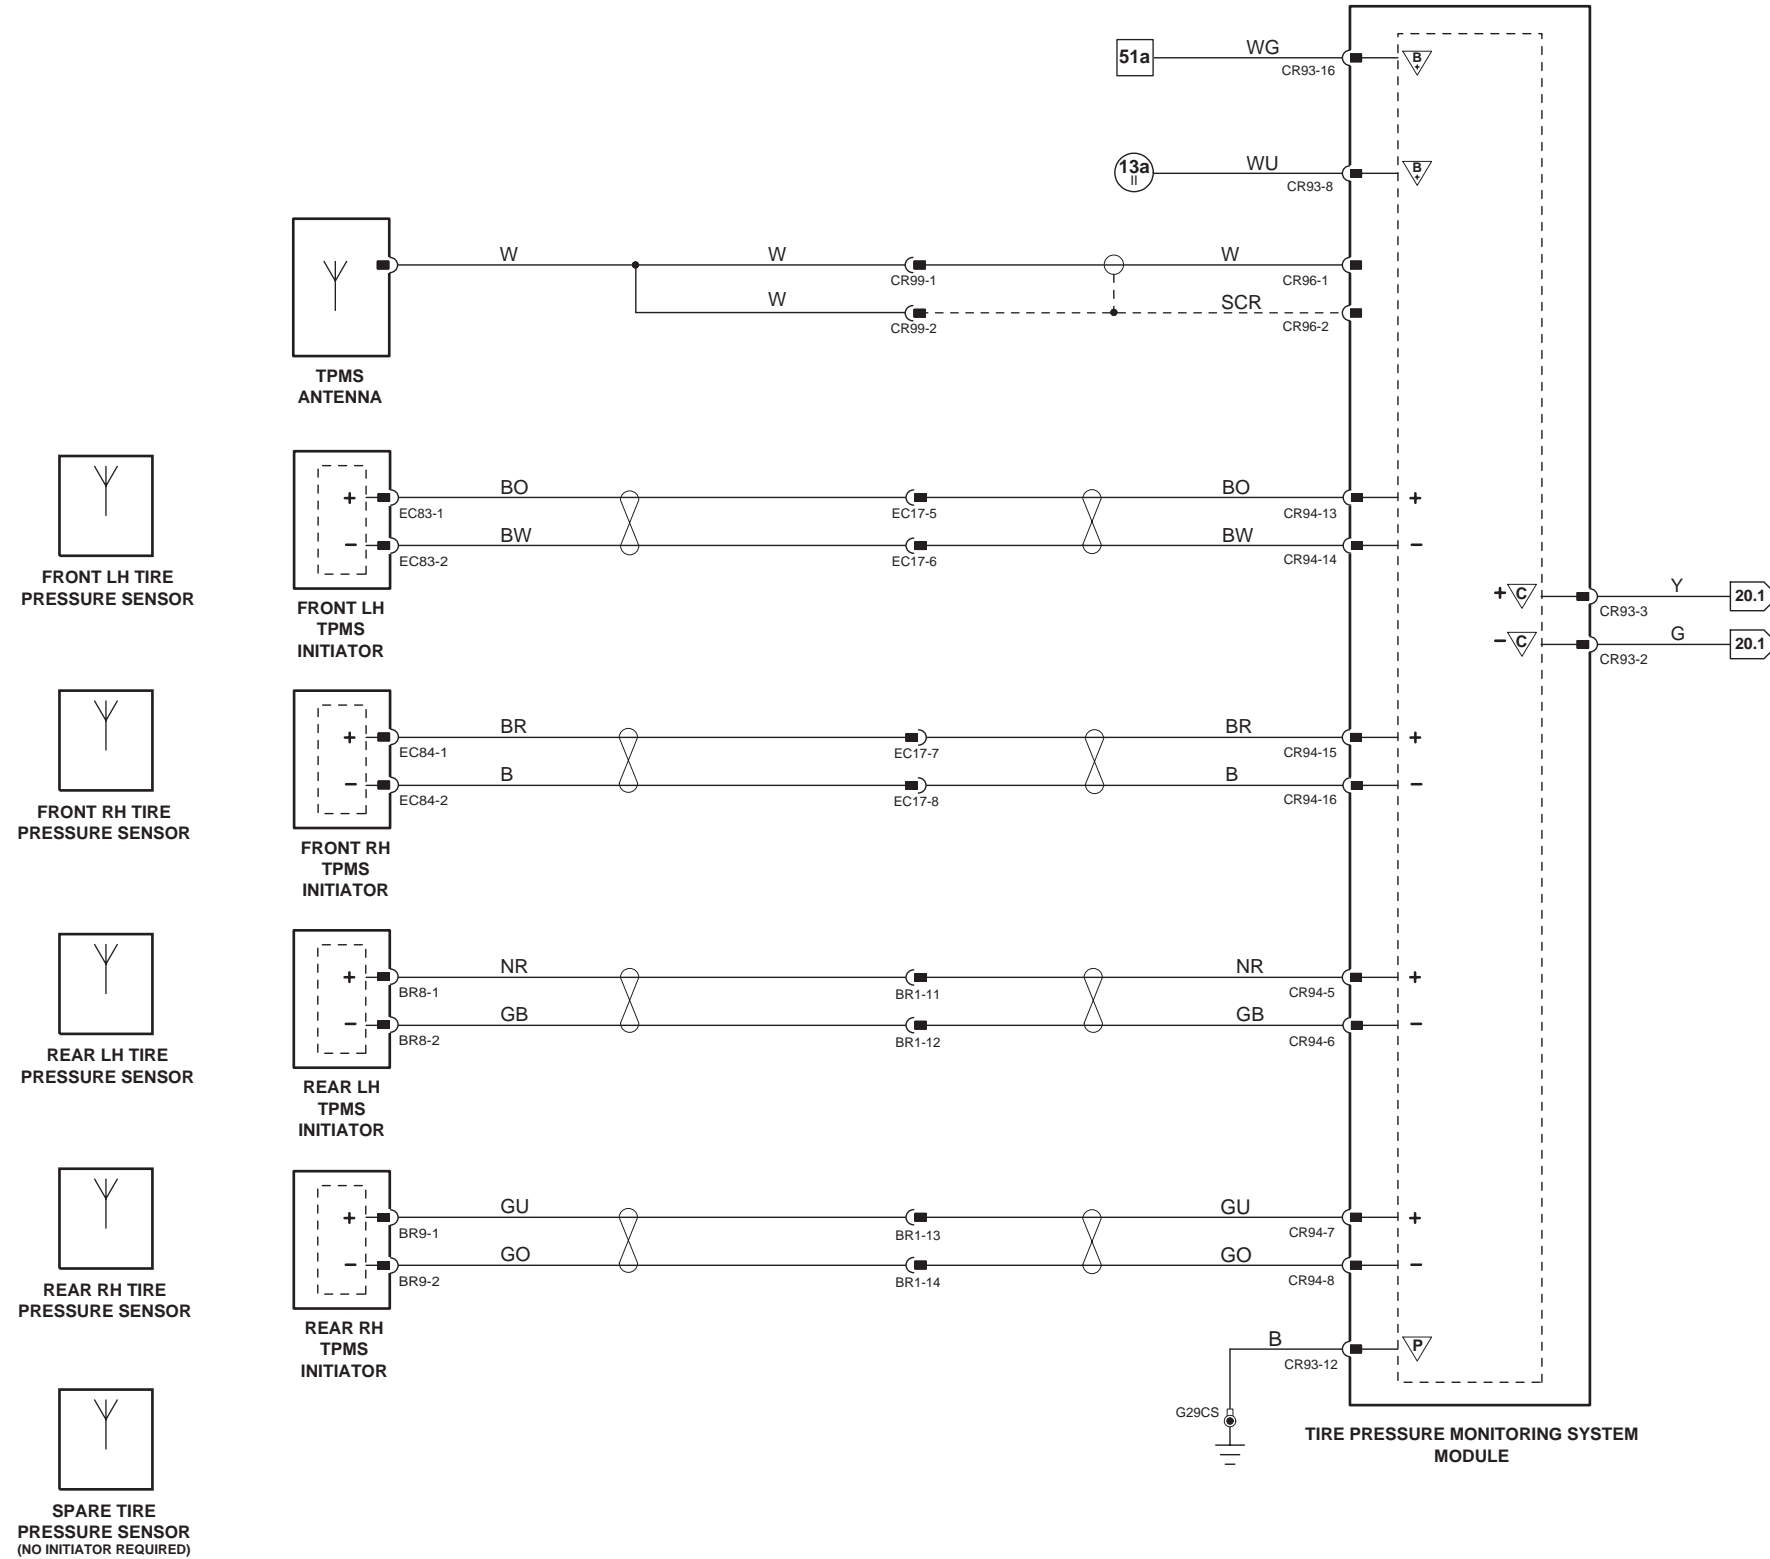 51a
WG
CR93-16
B
+
13a
II
WU
CR93-8
B
+
W
W
CR99-1
W
CR96-1
W
CR99-2
SCR
CR96-2
TPMS
ANTENNA
FRONT LH TIRE
PRESSURE SENSOR
+
EC83-1
BO
EC17-5
BO
CR94-13
+
−
EC83-2
BW
EC17-6
BW
CR94-14
−
FRONT LH
TPMS
INITIATOR
+ C
CR93-3
Y
20.1
− C
CR93-2
G
20.1
FRONT RH TIRE
PRESSURE SENSOR
+
EC84-1
BR
EC17-7
BR
CR94-15
+
−
EC84-2
B
EC17-8
B
CR94-16
−
FRONT RH
TPMS
INITIATOR
REAR LH TIRE
PRESSURE SENSOR
+
BR8-1
NR
BR1-11
NR
CR94-5
+
−
BR8-2
GB
BR1-12
GB
CR94-6
−
REAR LH
TPMS
INITIATOR
REAR RH TIRE
PRESSURE SENSOR
+
BR9-1
GU
BR1-13
GU
CR94-7
+
−
BR9-2
GO
BR1-14
GO
CR94-8
−
REAR RH
TPMS
INITIATOR
B
CR93-12
P
G29CS
TIRE PRESSURE MONITORING SYSTEM
MODULE
SPARE TIRE
PRESSURE SENSOR
(NO INITIATOR REQUIRED)